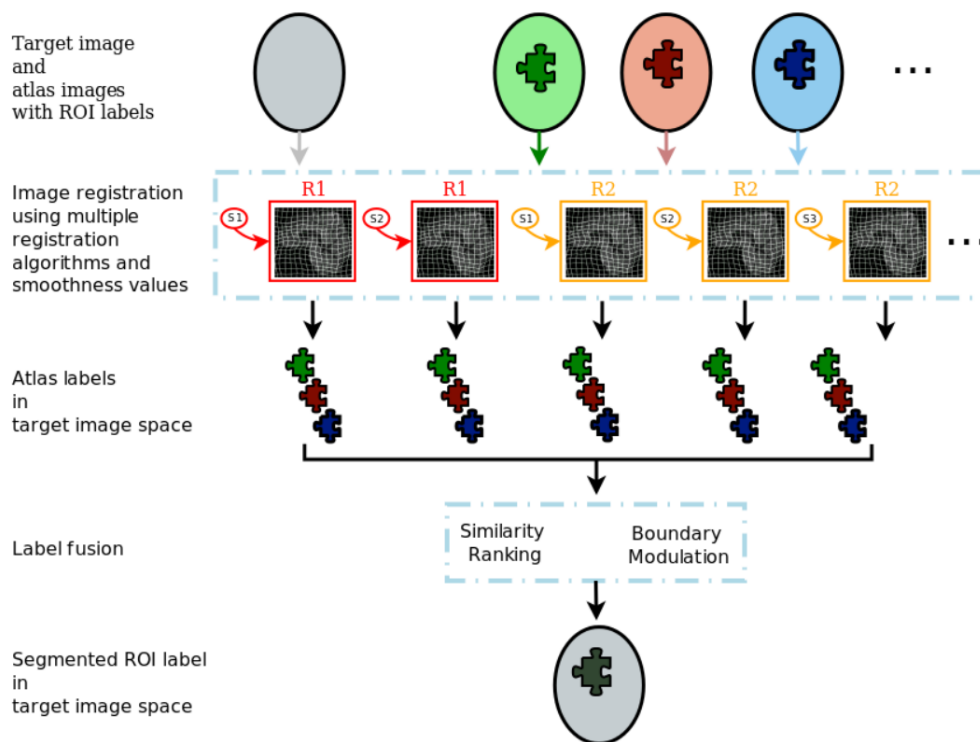 Target image
and
atlas images
with ROI labels
...
Image registration
using multiple
registration
algorithms and
smoothness values
R1
R1
R2
R2
R2
S1
S2
S1
S2
S3
...
Atlas labels
in
target image space
Label fusion
Similarity
Ranking
Boundary
Modulation
Segmented ROI label
in
target image space